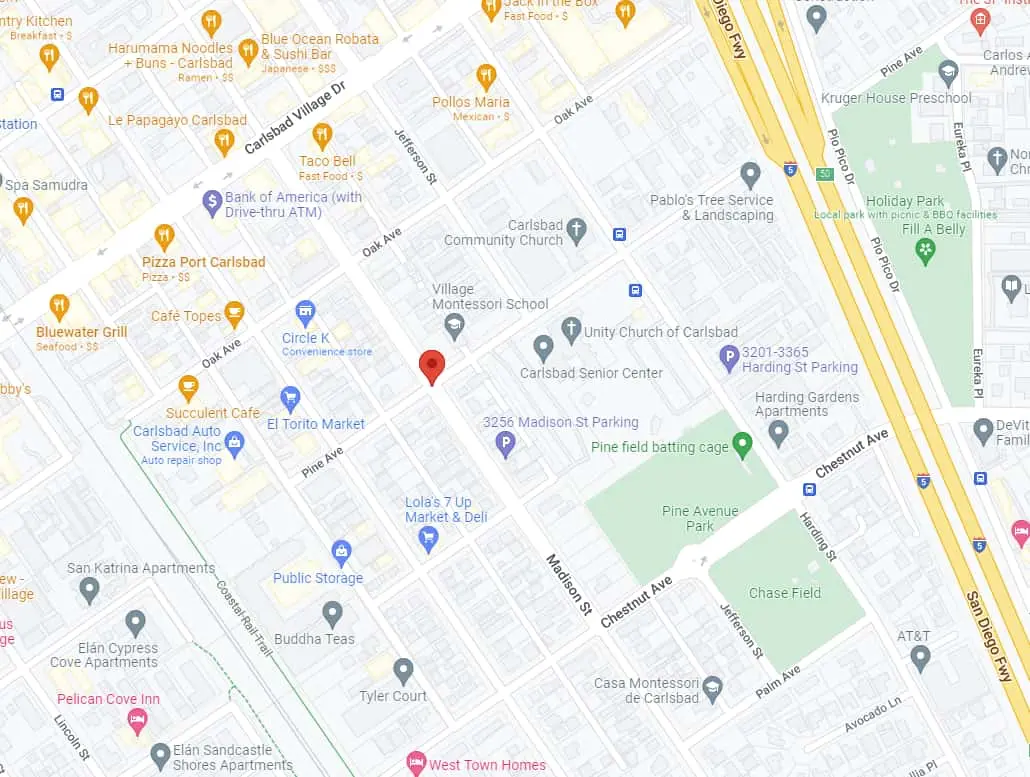 Jack in the Box
Fast Food • $
Construction
ntry Kitchen
Breakfast • $
Harumama Noodles
+ Buns - Carlsbad
Ramen • $$
Blue Ocean Robata
& Sushi Bar
Japanese • $$$
Diego Fwy
Pine Ave
Carlos A
Andrew
Kruger House Preschool
Pollos Maria
Mexican • $
Oak Ave
Station
Le Papagayo Carlsbad
Carlsbad Village Dr
Taco Bell
Fast Food • $
Jefferson St
Pio Pico Dr
Eureka Pl
5
50
Spa Samudra
$
Bank of America (with
Drive-thru ATM)
Pablo's Tree Service
& Landscaping
Holiday Park
Local park with picnic & BBQ facilities
Fill A Belly
Carlsbad
Community Church
Oak Ave
Pio Pico Dr
Pizza Port Carlsbad
Pizza • $$
Village
Montessori School
Bluewater Grill
Seafood • $$
Café Topes
Circle K
Convenience store
Unity Church of Carlsbad
Oak Ave
Carlsbad Senior Center
P
3201-3365
Harding St Parking
Eureka Pl
bby's
Succulent Cafe
El Torito Market
Harding Gardens
Apartments
Carlsbad Auto
Service, Inc
Auto repair shop
3256 Madison St Parking
P
Pine field batting cage
Chestnut Ave
DeVit
Famil
Pine Ave
5
Lola's 7 Up
Market & Deli
Pine Avenue
Park
Harding St
5
Public Storage
San Katrina Apartments
Madison St
Chestnut Ave
Chase Field
ew -
illage
Coastal Rail Trail
Buddha Teas
Jefferson St
San Diego Fwy
us
ge
Elán Cypress
Cove Apartments
AT&T
Tyler Court
Casa Montessori
de Carlsbad
Palm Ave
Pelican Cove Inn
Avocado Ln
Lincoln St
Elán Sandcastle
Shores Apartments
West Town Homes